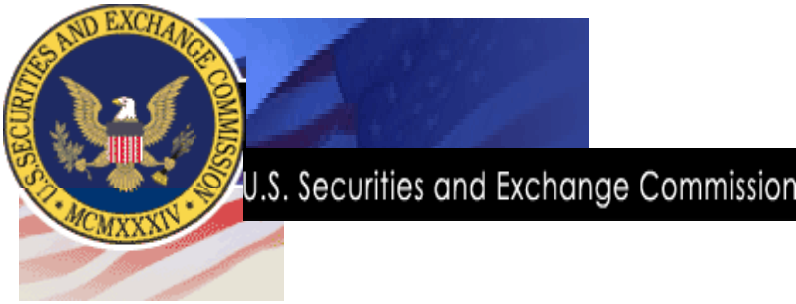 U.S. SECURITIES AND EXCHANGE COMMISSION
MCMXXXIV
U.S. Securities and Exchange Commission